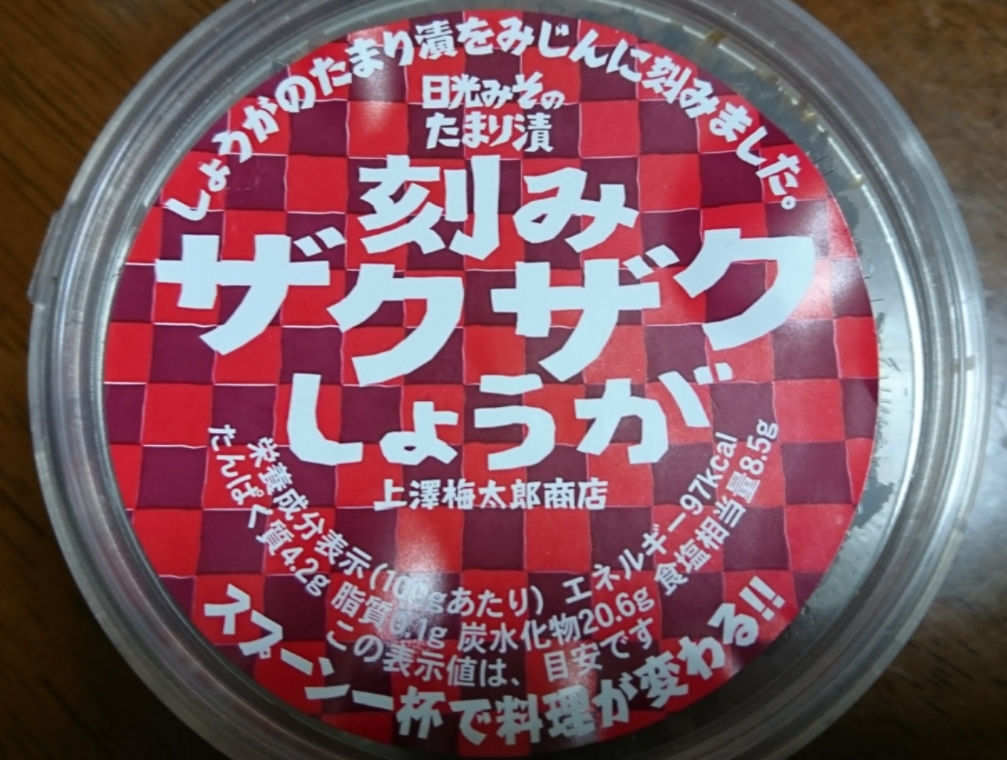 しょうがのたまり漬をみじんに刻みました。
日光みその
たまり漬
刻み
ザクザク
しょうが
上澤梅太郎商店
栄養成分表示(100gあたり) エネルギー97kcal
たんぱく質4.2g 脂質0.1g 炭水化物20.6g 食塩相当量8.5g
この表示値は、目安です
スプーン一杯で料理が変わる!!